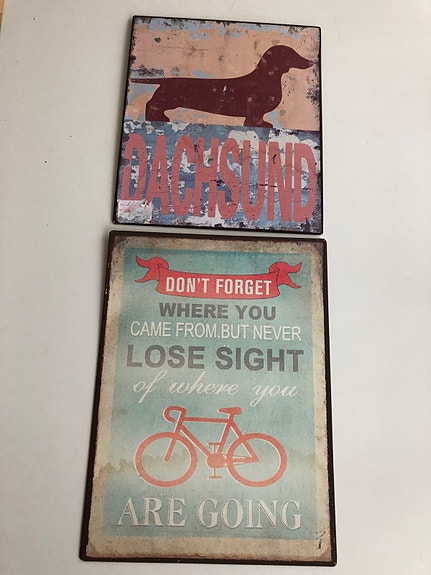 DACHSUND
DON'T FORGET
WHERE YOU
CAME FROM.BUT NEVER
LOSE SIGHT
of where you
ARE GOING